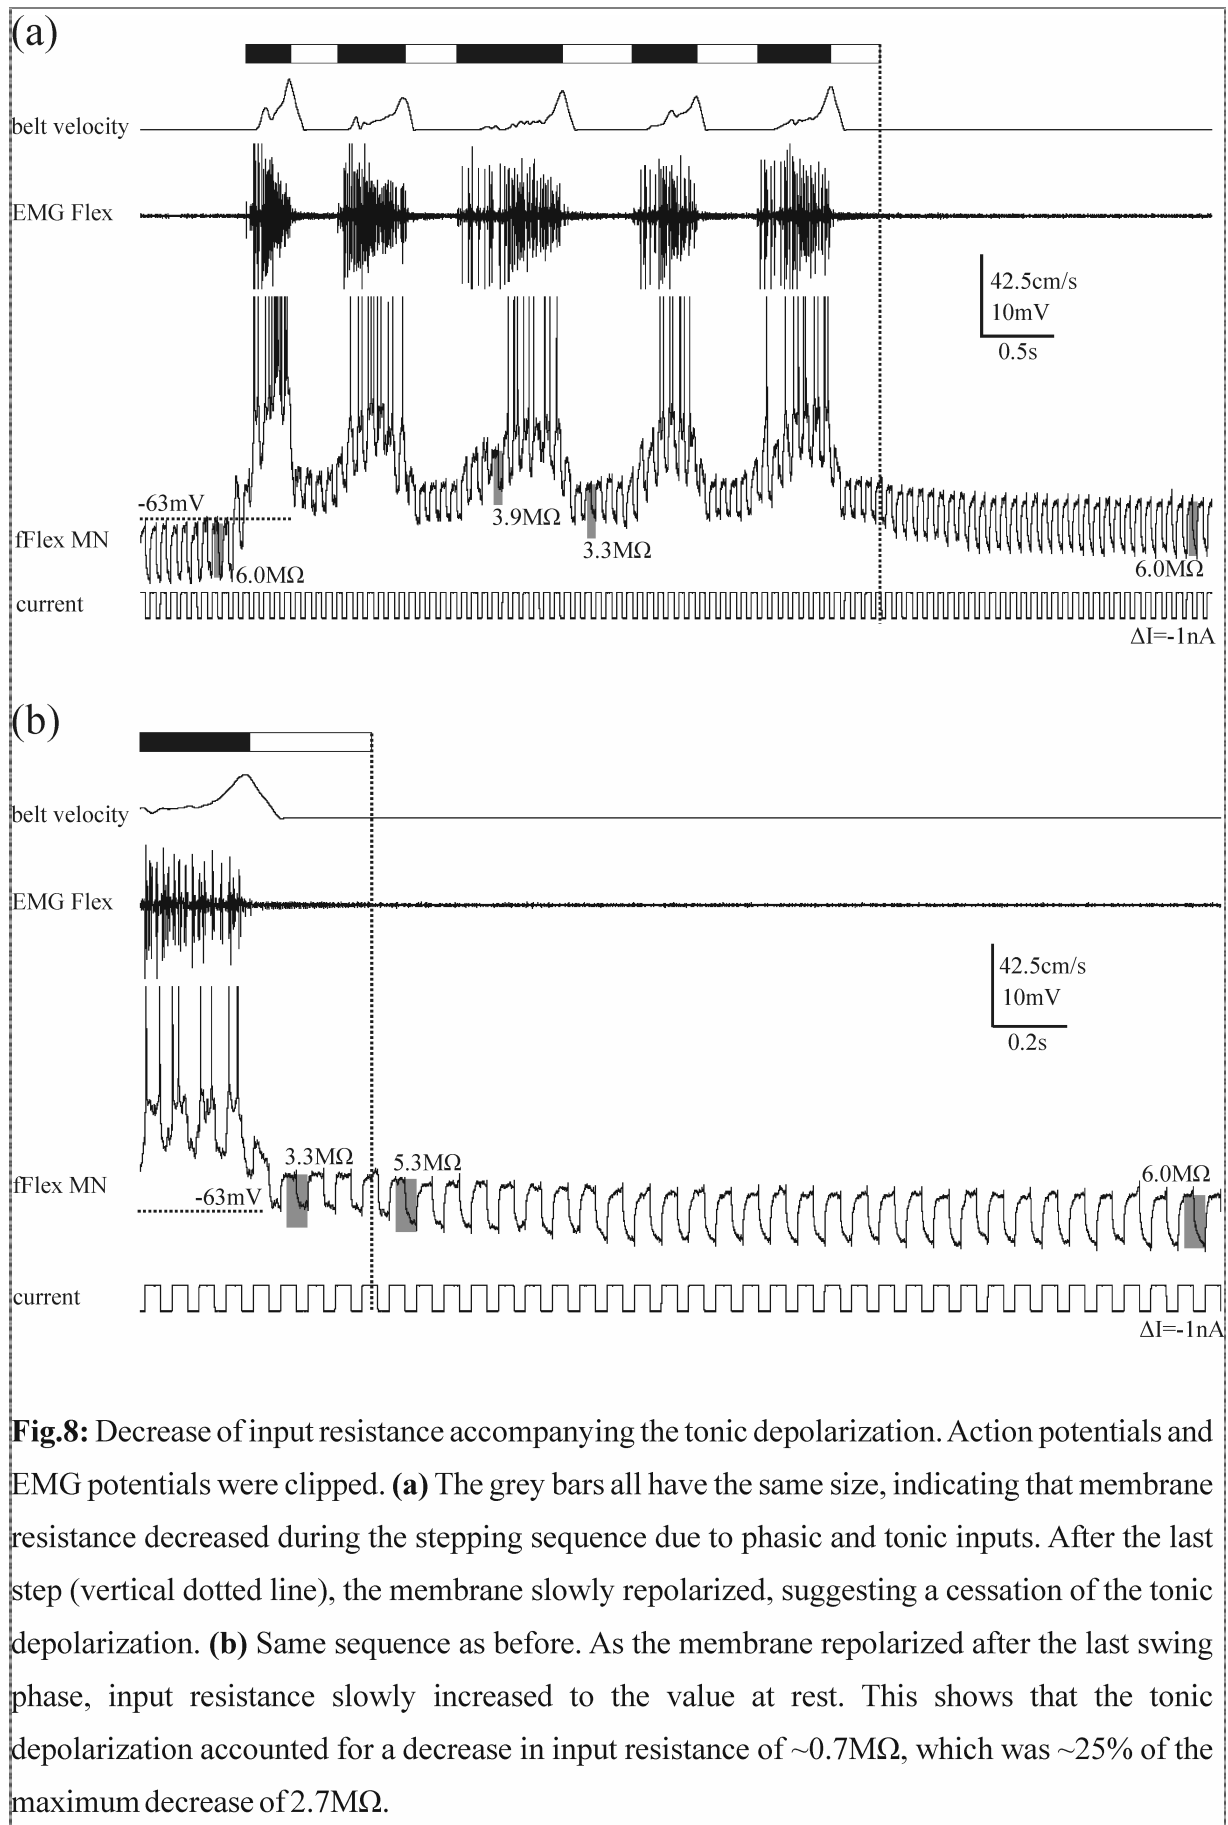 (a)
belt velocity
EMG Flex
42.5cm/s
10mV
0.5s
-63mV
3.9MΩ
fFlex MN
3.3MΩ
6.0MΩ
6.0MΩ
current
ΔI=-1nA
(b)
belt velocity
EMG Flex
42.5cm/s
10mV
0.2s
3.3MΩ
5.3MΩ
6.0MΩ
fFlex MN
-63mV
current
ΔI=-1nA
Fig.8: Decrease of input resistance accompanying the tonic depolarization. Action potentials and
EMG potentials were clipped. (a) The grey bars all have the same size, indicating that membrane
resistance decreased during the stepping sequence due to phasic and tonic inputs. After the last
step (vertical dotted line), the membrane slowly repolarized, suggesting a cessation of the tonic
depolarization. (b) Same sequence as before. As the membrane repolarized after the last swing
phase, input resistance slowly increased to the value at rest. This shows that the tonic
depolarization accounted for a decrease in input resistance of ~0.7MΩ, which was ~25% of the
maximum decrease of 2.7MΩ.